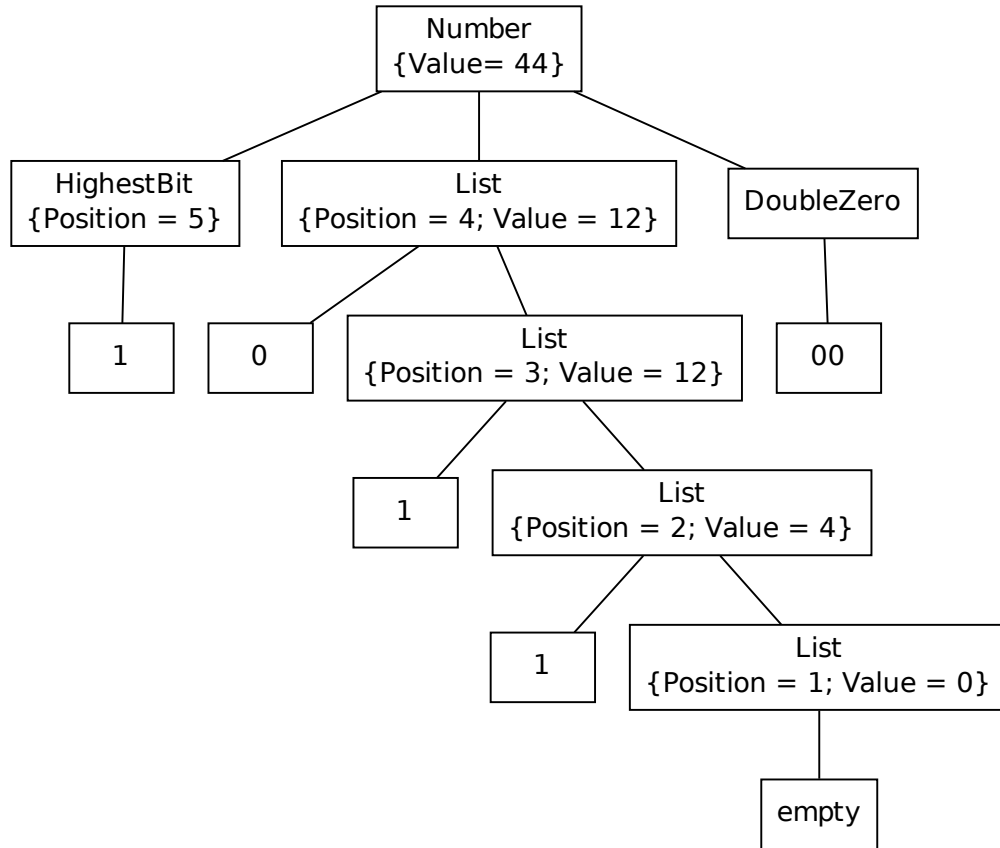 Number
{Value= 44}
HighestBit
{Position = 5}
List
{Position = 4; Value = 12}
DoubleZero
1
0
List
{Position = 3; Value = 12}
00
1
List
{Position = 2; Value = 4}
1
List
{Position = 1; Value = 0}
empty